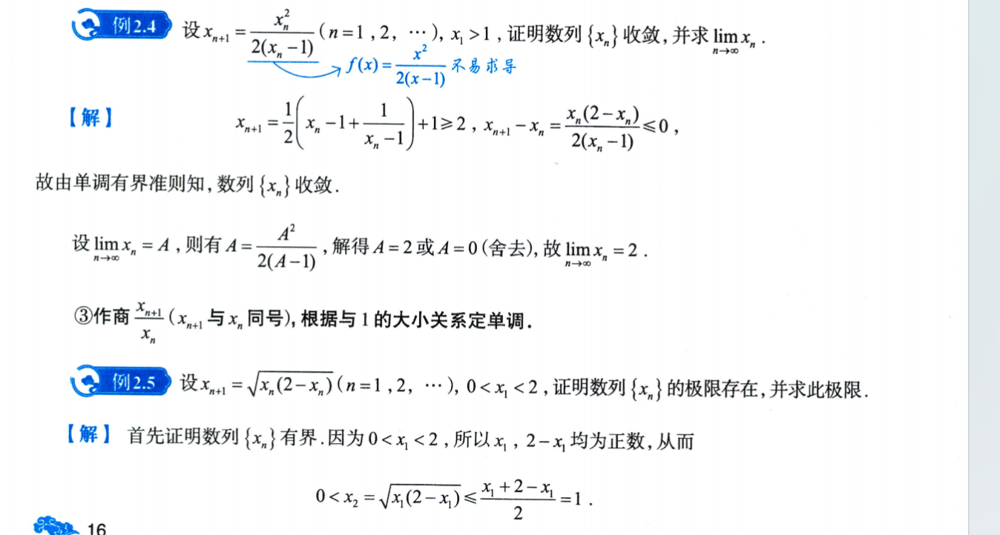 例2.4 设 $x_{n+1}=\dfrac{x_n^2}{2(x_n-1)}$ (n=1,2,⋯), $x_1>1$,证明数列 $\{x_n\}$ 收敛,并求 $\lim\limits_{n\to\infty}x_n$.
$f(x)=\dfrac{x^2}{2(x-1)}$ 不易求导
【解】 $x_{n+1}=\dfrac{1}{2}\left(x_n-1+\dfrac{1}{x_n-1}\right)+1\geqslant 2$, $x_{n+1}-x_n=\dfrac{x_n(2-x_n)}{2(x_n-1)}\leqslant 0$,
故由单调有界准则知,数列 $\{x_n\}$ 收敛.
设 $\lim\limits_{n\to\infty}x_n=A$,则有 $A=\dfrac{A^2}{2(A-1)}$,解得 A=2 或 A=0(舍去),故 $\lim\limits_{n\to\infty}x_n=2$.
③作商 $\dfrac{x_{n+1}}{x_n}$ ($x_{n+1}$ 与 $x_n$ 同号),根据与 1 的大小关系定单调.
例2.5 设 $x_{n+1}=\sqrt{x_n(2-x_n)}$ (n=1,2,⋯), $0<x_1<2$,证明数列 $\{x_n\}$ 的极限存在,并求此极限.
【解】 首先证明数列 $\{x_n\}$ 有界.因为 $0<x_1<2$,所以 $x_1$, $2-x_1$ 均为正数,从而
$0<x_2=\sqrt{x_1(2-x_1)}\leqslant\dfrac{x_1+2-x_1}{2}=1$.
16